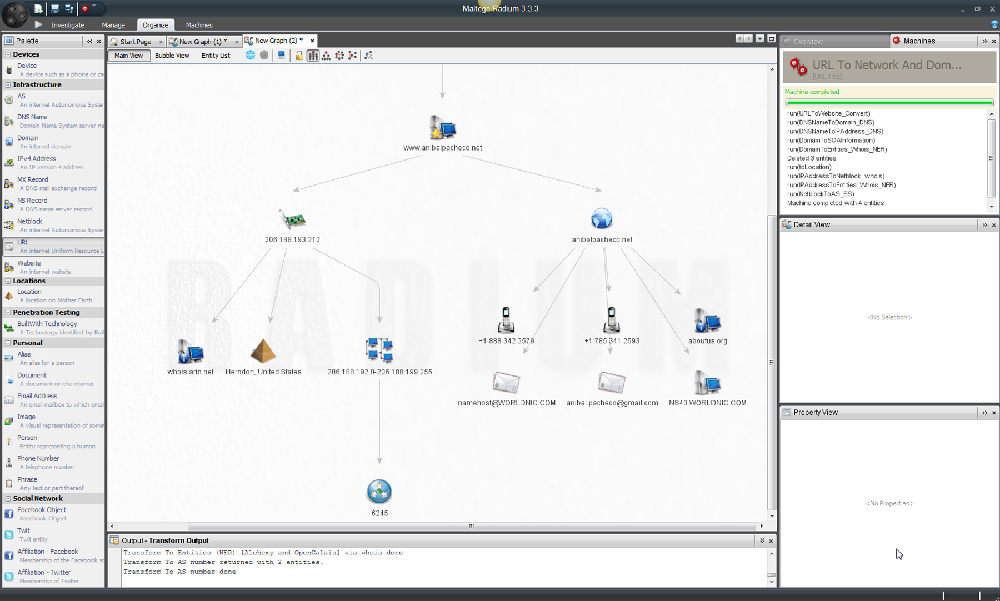 Maltego Radium 3.3.3
Investigate
Manage
Organize
Machines
Palette
Devices
Device
A device such as a phone or ca
Infrastructure
AS
An internet Autonomous System
DNS Name
Domain Name System server na
Domain
An internet domain
IPv4 Address
An IP version 4 address
MX Record
A DNS mail exchange record
NS Record
A DNS name server record
Netblock
An internet Autonomous System
URL
An internet Uniform Resource L
Website
An internet website
Locations
Location
A location on Mother Earth
Penetration Testing
BuiltWith Technology
A Technology identified by Buil
Personal
Alias
An alias for a person
Document
A document on the internet
Email Address
An email mailbox to which email
Image
A visual representation of somet
Person
Entity representing a human
Phone Number
A telephone number
Phrase
Any text or part thereof
Social Network
Facebook Object
Facebook Object
Twit
Twit entity
Affiliation - Facebook
Membership of the Facebook so
Affiliation - Twitter
Membership of Twitter
Start Page
New Graph (1) *
New Graph (2) *
Main View
Bubble View
Entity List
RADIUM
www.anibalpacheco.net
206.188.193.212
anibalpacheco.net
+1 888 342 2579
+1 785 341 2593
aboutus.org
whois.arin.net
Herndon, United States
206.188.192.0-206.188.199.255
namehost@WORLDNIC.COM
anibal.pacheco@gmail.com
NS43.WORLDNIC.COM
6245
Output - Transform Output
Transform To Entities (NER) [Alchemy and OpenCalais] via whois done
Transform To AS number returned with 2 entities.
Transform To AS number done
Overview
Machines
URL To Network And Dom...
[URL Title]
Machine completed
run(URLToWebsite_Convert)
run(DNSNameToDomain_DNS)
run(DNSNameToIPAddress_DNS)
run(DomainToSOAInformation)
run(DomainToEntities_Whois_NER)
Deleted 3 entities
run(toLocation)
run(IPAddressToNetblock_whois)
run(IPAddressToEntities_Whois_NER)
run(NetblockToAS_SS)
Machine completed with 4 entities
Detail View
<No Selection>
Property View
<No Properties>